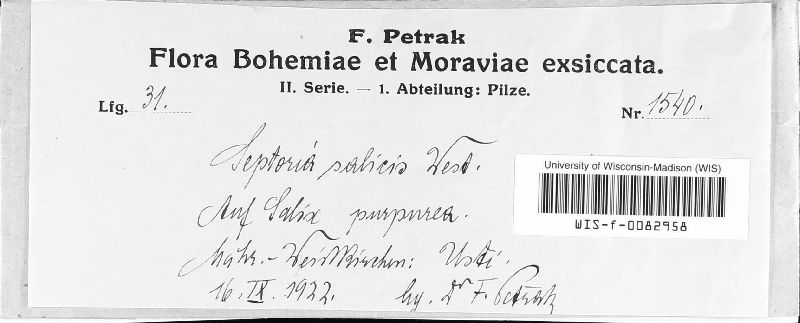 F. Petrak
Flora Bohemiae et Moraviae exsiccata.
II. Serie. — 1. Abteilung: Pilze.
Lfg. 31.
Nr. 1540.
Septoria salicis West.
Auf Salix purpurea.
Mähr.-Weisskirchen: Usti.
16. IX. 1922. lg. Dr F. Petrak
University of Wisconsin-Madison (WIS)
WIS-f-0082958